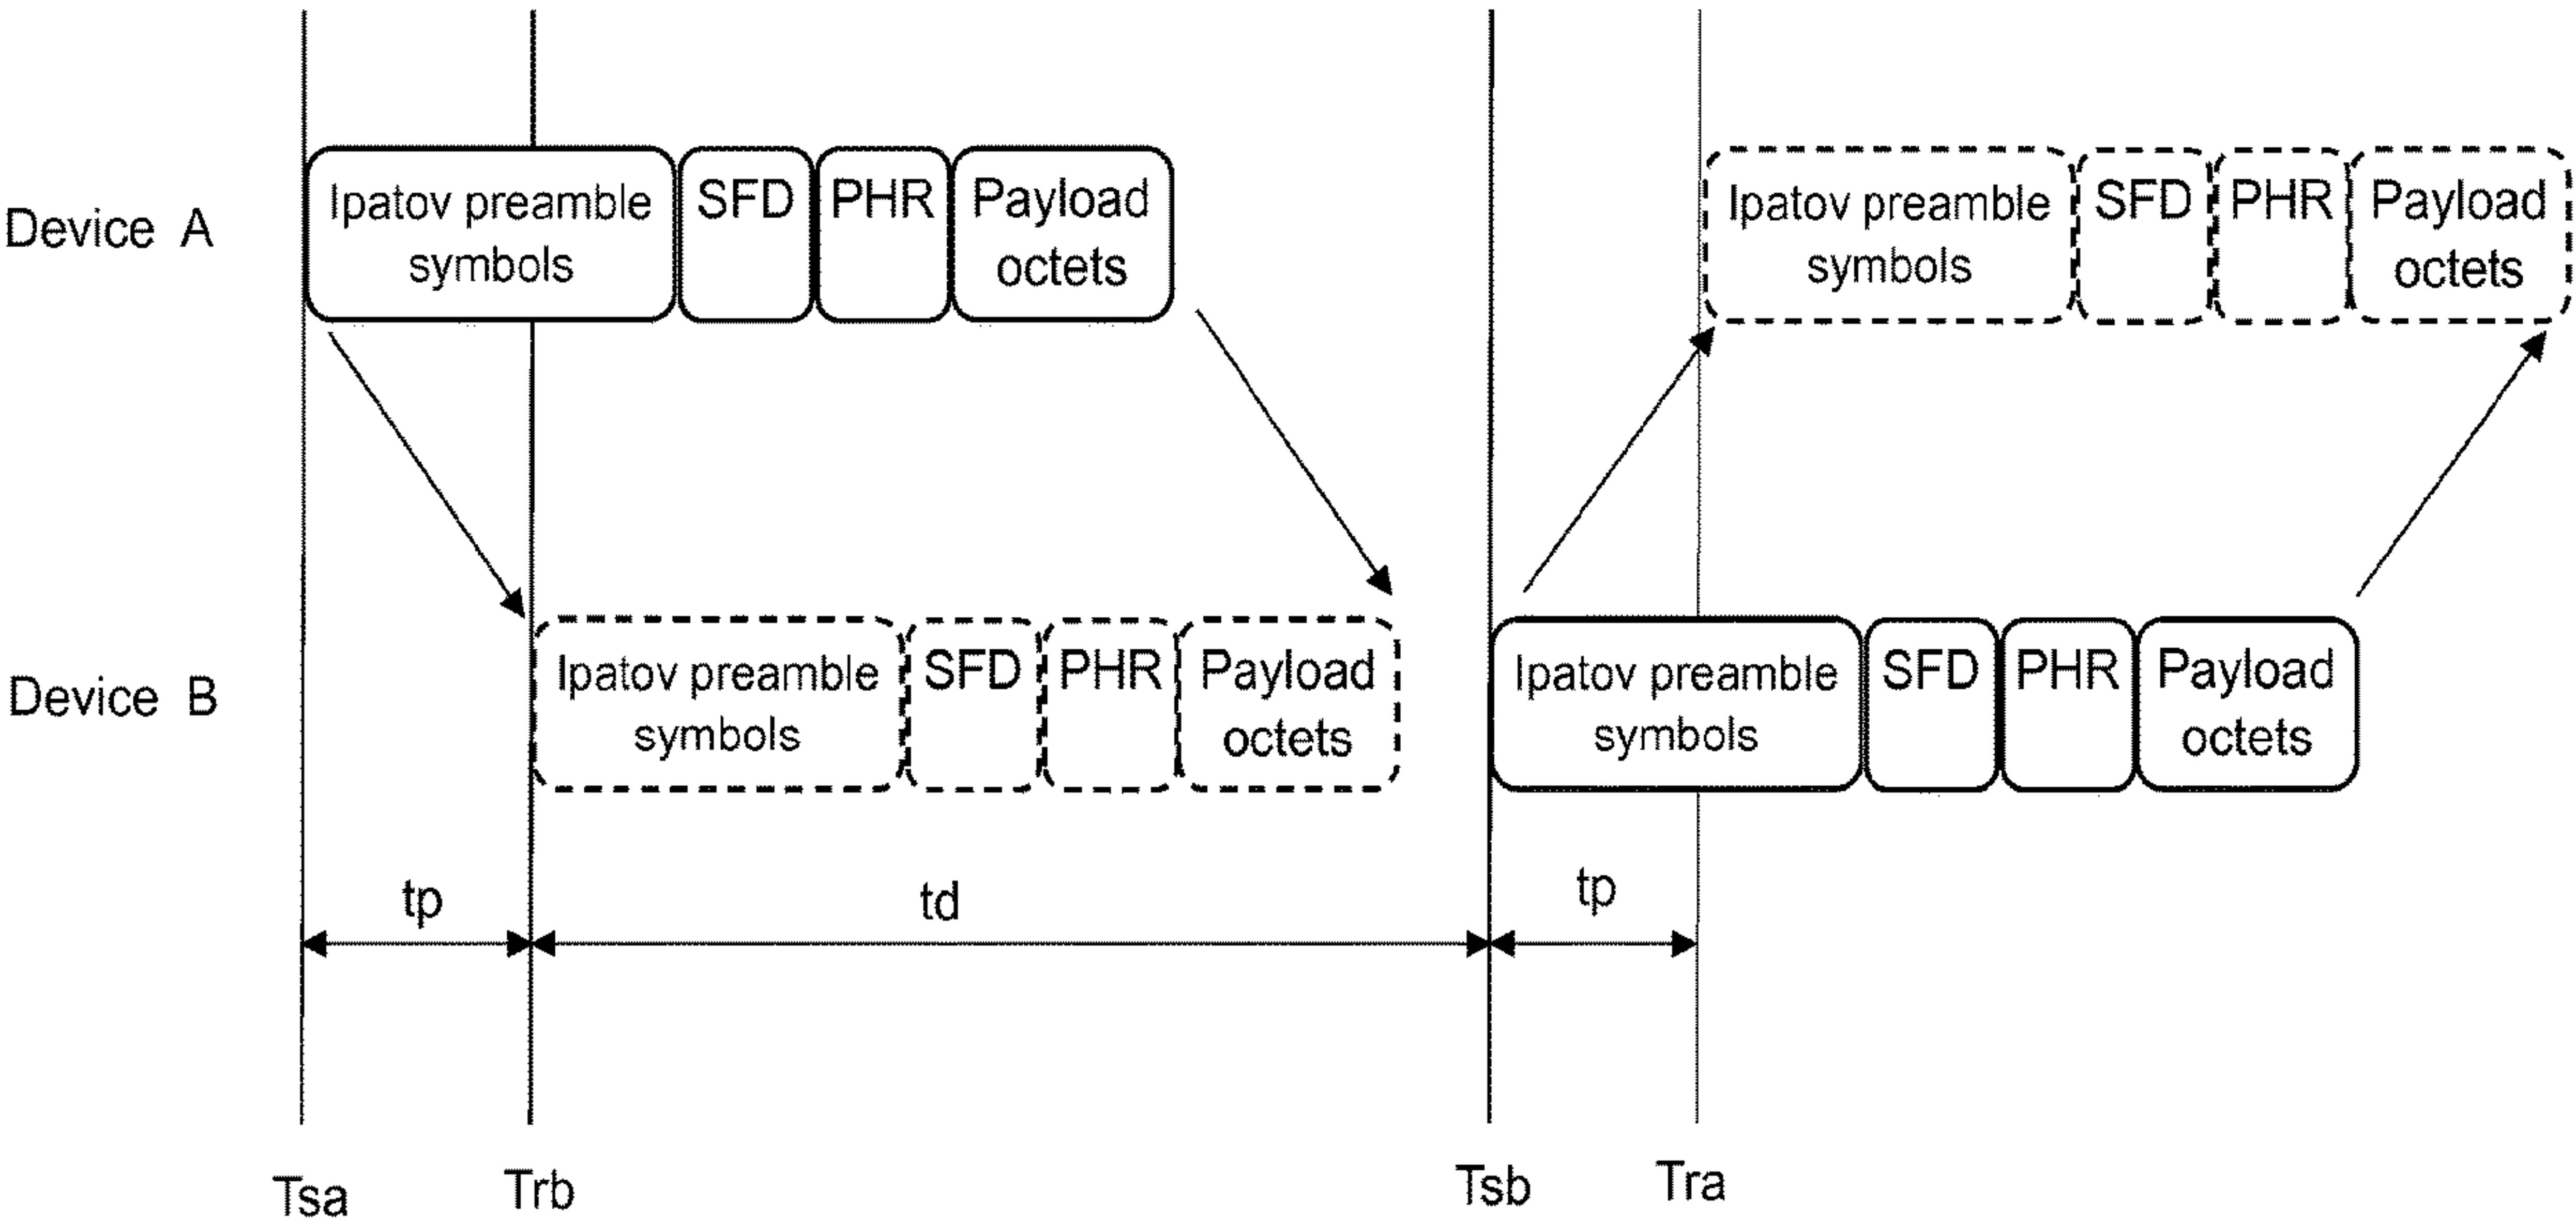 Device A
Ipatov preamble
symbols
SFD
PHR
Payload
octets
Ipatov preamble
symbols
SFD
PHR
Payload
octets
Device B
Ipatov preamble
symbols
SFD
PHR
Payload
octets
Ipatov preamble
symbols
SFD
PHR
Payload
octets
tp
td
tp
Tsa
Trb
Tsb
Tra